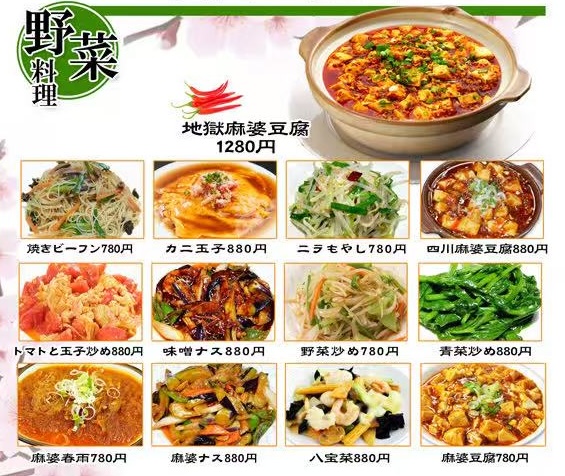 野菜
料理
地獄麻婆豆腐
1280円
焼きビーフン780円
カニ玉子880円
ニラもやし780円
四川麻婆豆腐880円
トマトと玉子炒め880円
味噌ナス880円
野菜炒め780円
青菜炒め880円
麻婆春雨780円
麻婆ナス880円
八宝菜880円
麻婆豆腐780円